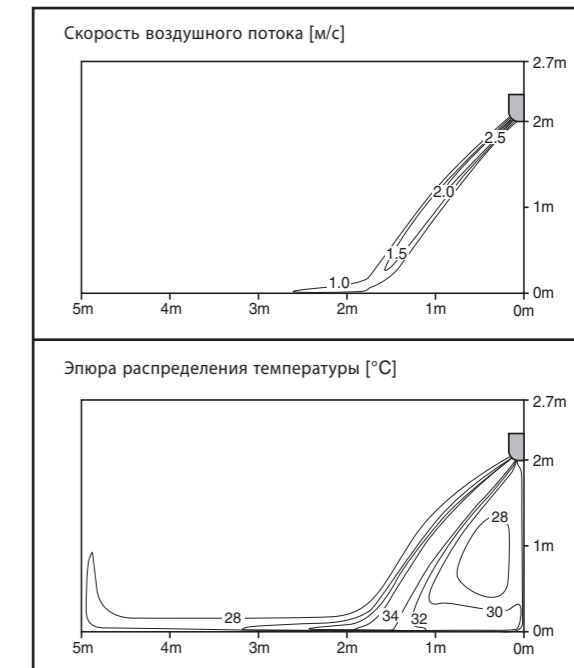 Скорость воздушного потока [м/с]
2.7m
2m
2.5
2.0
1m
1.5
1.0
0m
5m 4m 3m 2m 1m 0m
Эпюра распределения температуры [°C]
2.7m
2m
28
1m
28 34 32 30
0m
5m 4m 3m 2m 1m 0m